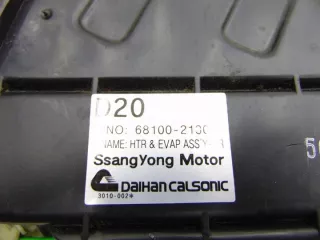 D20
NO: 68100-2130
NAME: HTR & EVAP ASS'Y-
SsangYong Motor
DAIHAN CALSONIC
3010-002